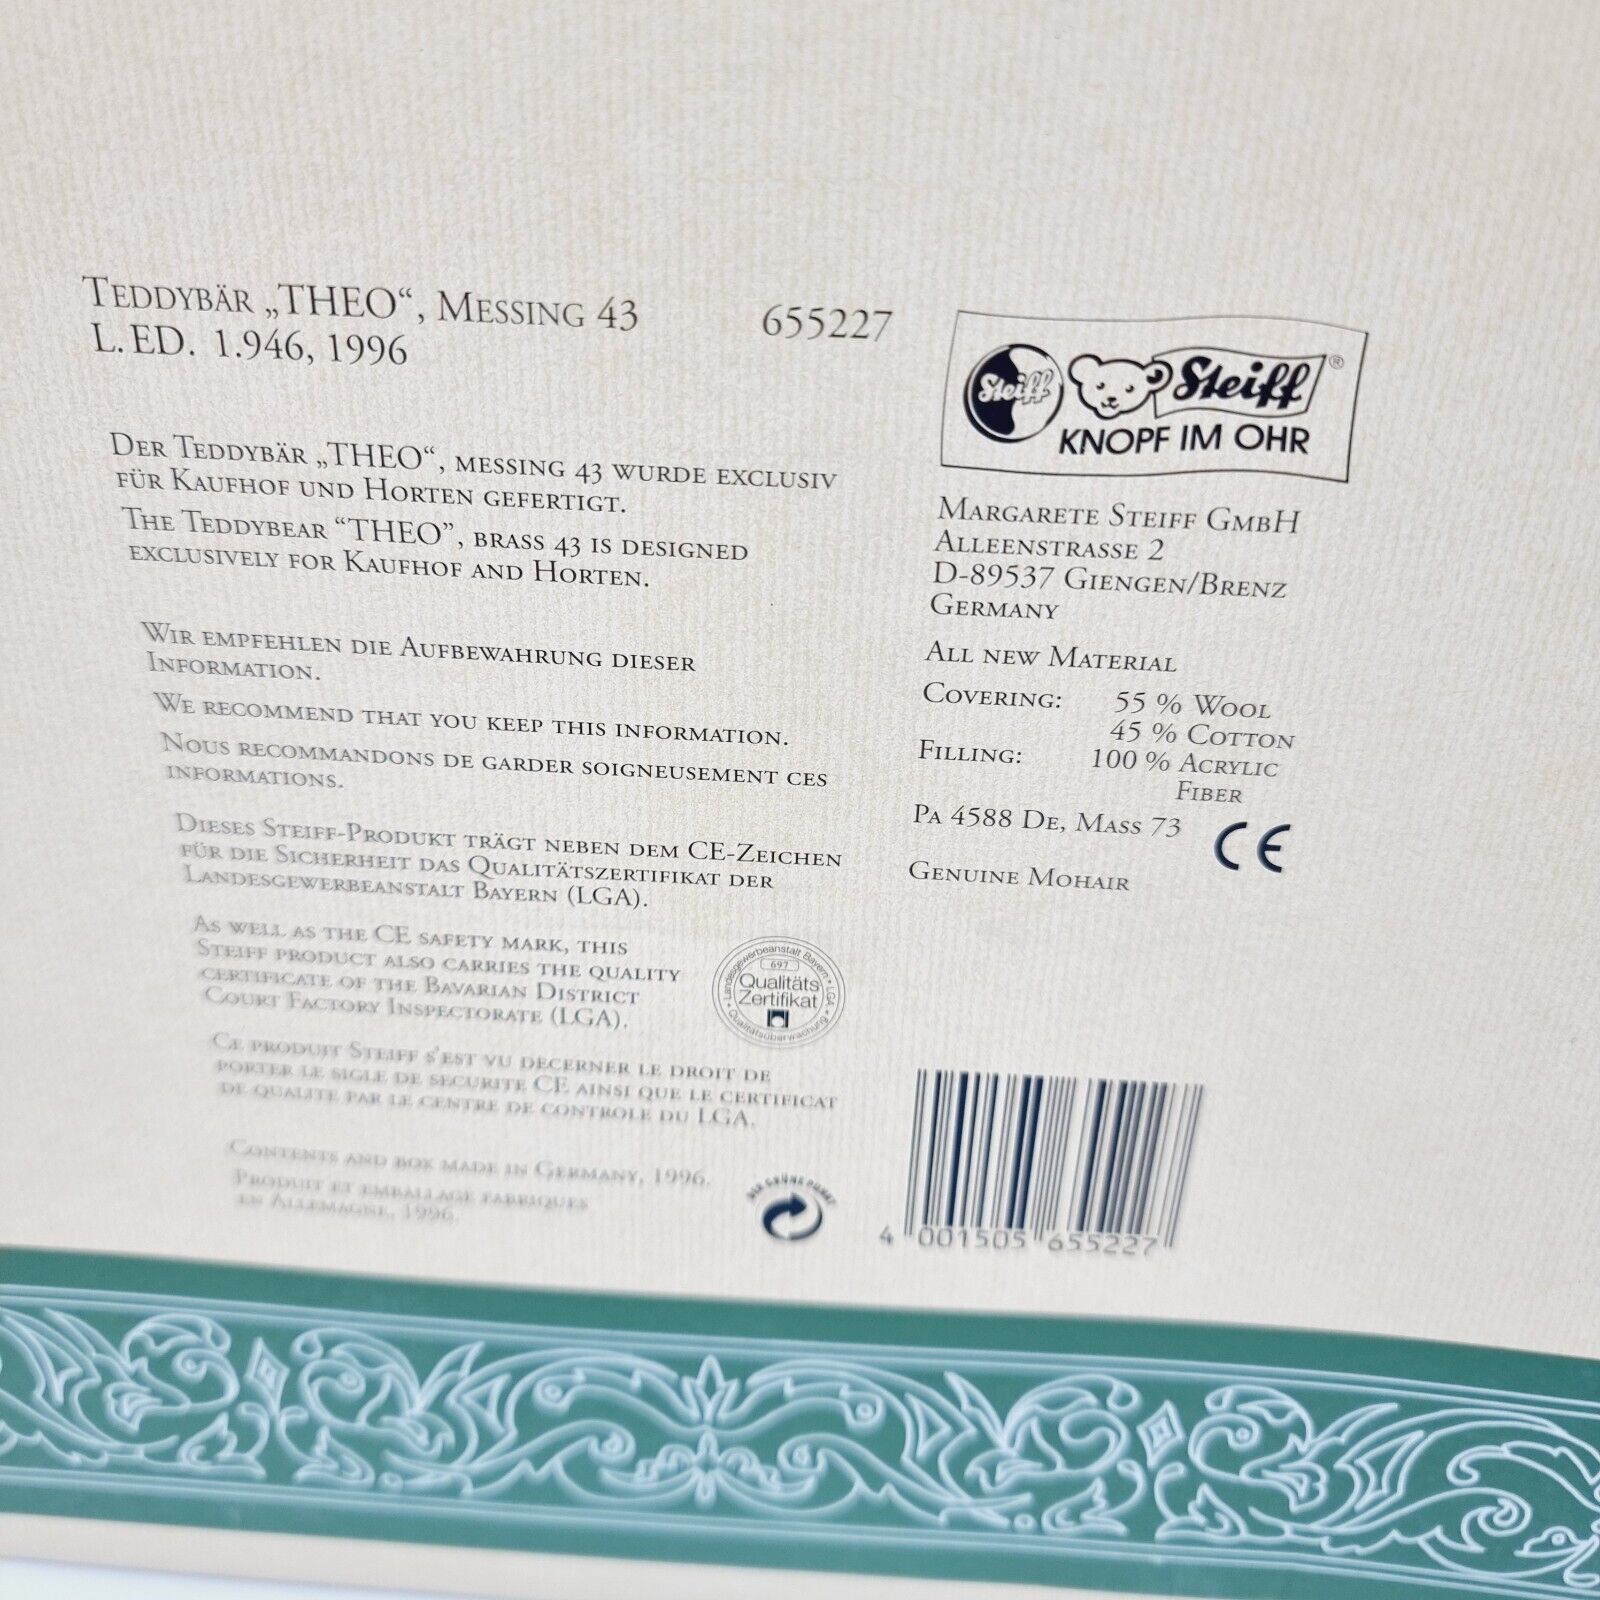 TEDDYBÄR „THEO“, MESSING 43 655227
L. ED. 1.946, 1996
DER TEDDYBÄR „THEO“, MESSING 43 WURDE EXCLUSIV
FÜR KAUFHOF UND HORTEN GEFERTIGT.
THE TEDDYBEAR “THEO”, BRASS 43 IS DESIGNED
EXCLUSIVELY FOR KAUFHOF AND HORTEN.
WIR EMPFEHLEN DIE AUFBEWAHRUNG DIESER
INFORMATION.
WE RECOMMEND THAT YOU KEEP THIS INFORMATION.
NOUS RECOMMANDONS DE GARDER SOIGNEUSEMENT CES
INFORMATIONS.
DIESES STEIFF-PRODUKT TRÄGT NEBEN DEM CE-ZEICHEN
FÜR DIE SICHERHEIT DAS QUALITÄTSZERTIFIKAT DER
LANDESGEWERBEANSTALT BAYERN (LGA).
AS WELL AS THE CE SAFETY MARK, THIS
STEIFF PRODUCT ALSO CARRIES THE QUALITY
CERTIFICATE OF THE BAVARIAN DISTRICT
COURT FACTORY INSPECTORATE (LGA).
CE PRODUIT STEIFF S'EST VU DECERNER LE DROIT DE
PORTER LE SIGLE DE SECURITE CE AINSI QUE LE CERTIFICAT
DE QUALITE PAR LE CENTRE DE CONTROLE DU LGA.
CONTENTS AND BOX MADE IN GERMANY, 1996.
PRODUIT ET EMBALLAGE FABRIQUES
EN ALLEMAGNE, 1996.
Landesgewerbeanstalt Bayern • LGA •
697
Qualitäts
Zertifikat
Qualitätsüberwachung
DER GRÜNE PUNKT
Steiff
Steiff ®
KNOPF IM OHR
MARGARETE STEIFF GMBH
ALLEENSTRASSE 2
D-89537 GIENGEN/BRENZ
GERMANY
ALL NEW MATERIAL
COVERING: 55 % WOOL
45 % COTTON
FILLING: 100 % ACRYLIC
FIBER
PA 4588 DE, MASS 73 CE
GENUINE MOHAIR
4 001505 655227